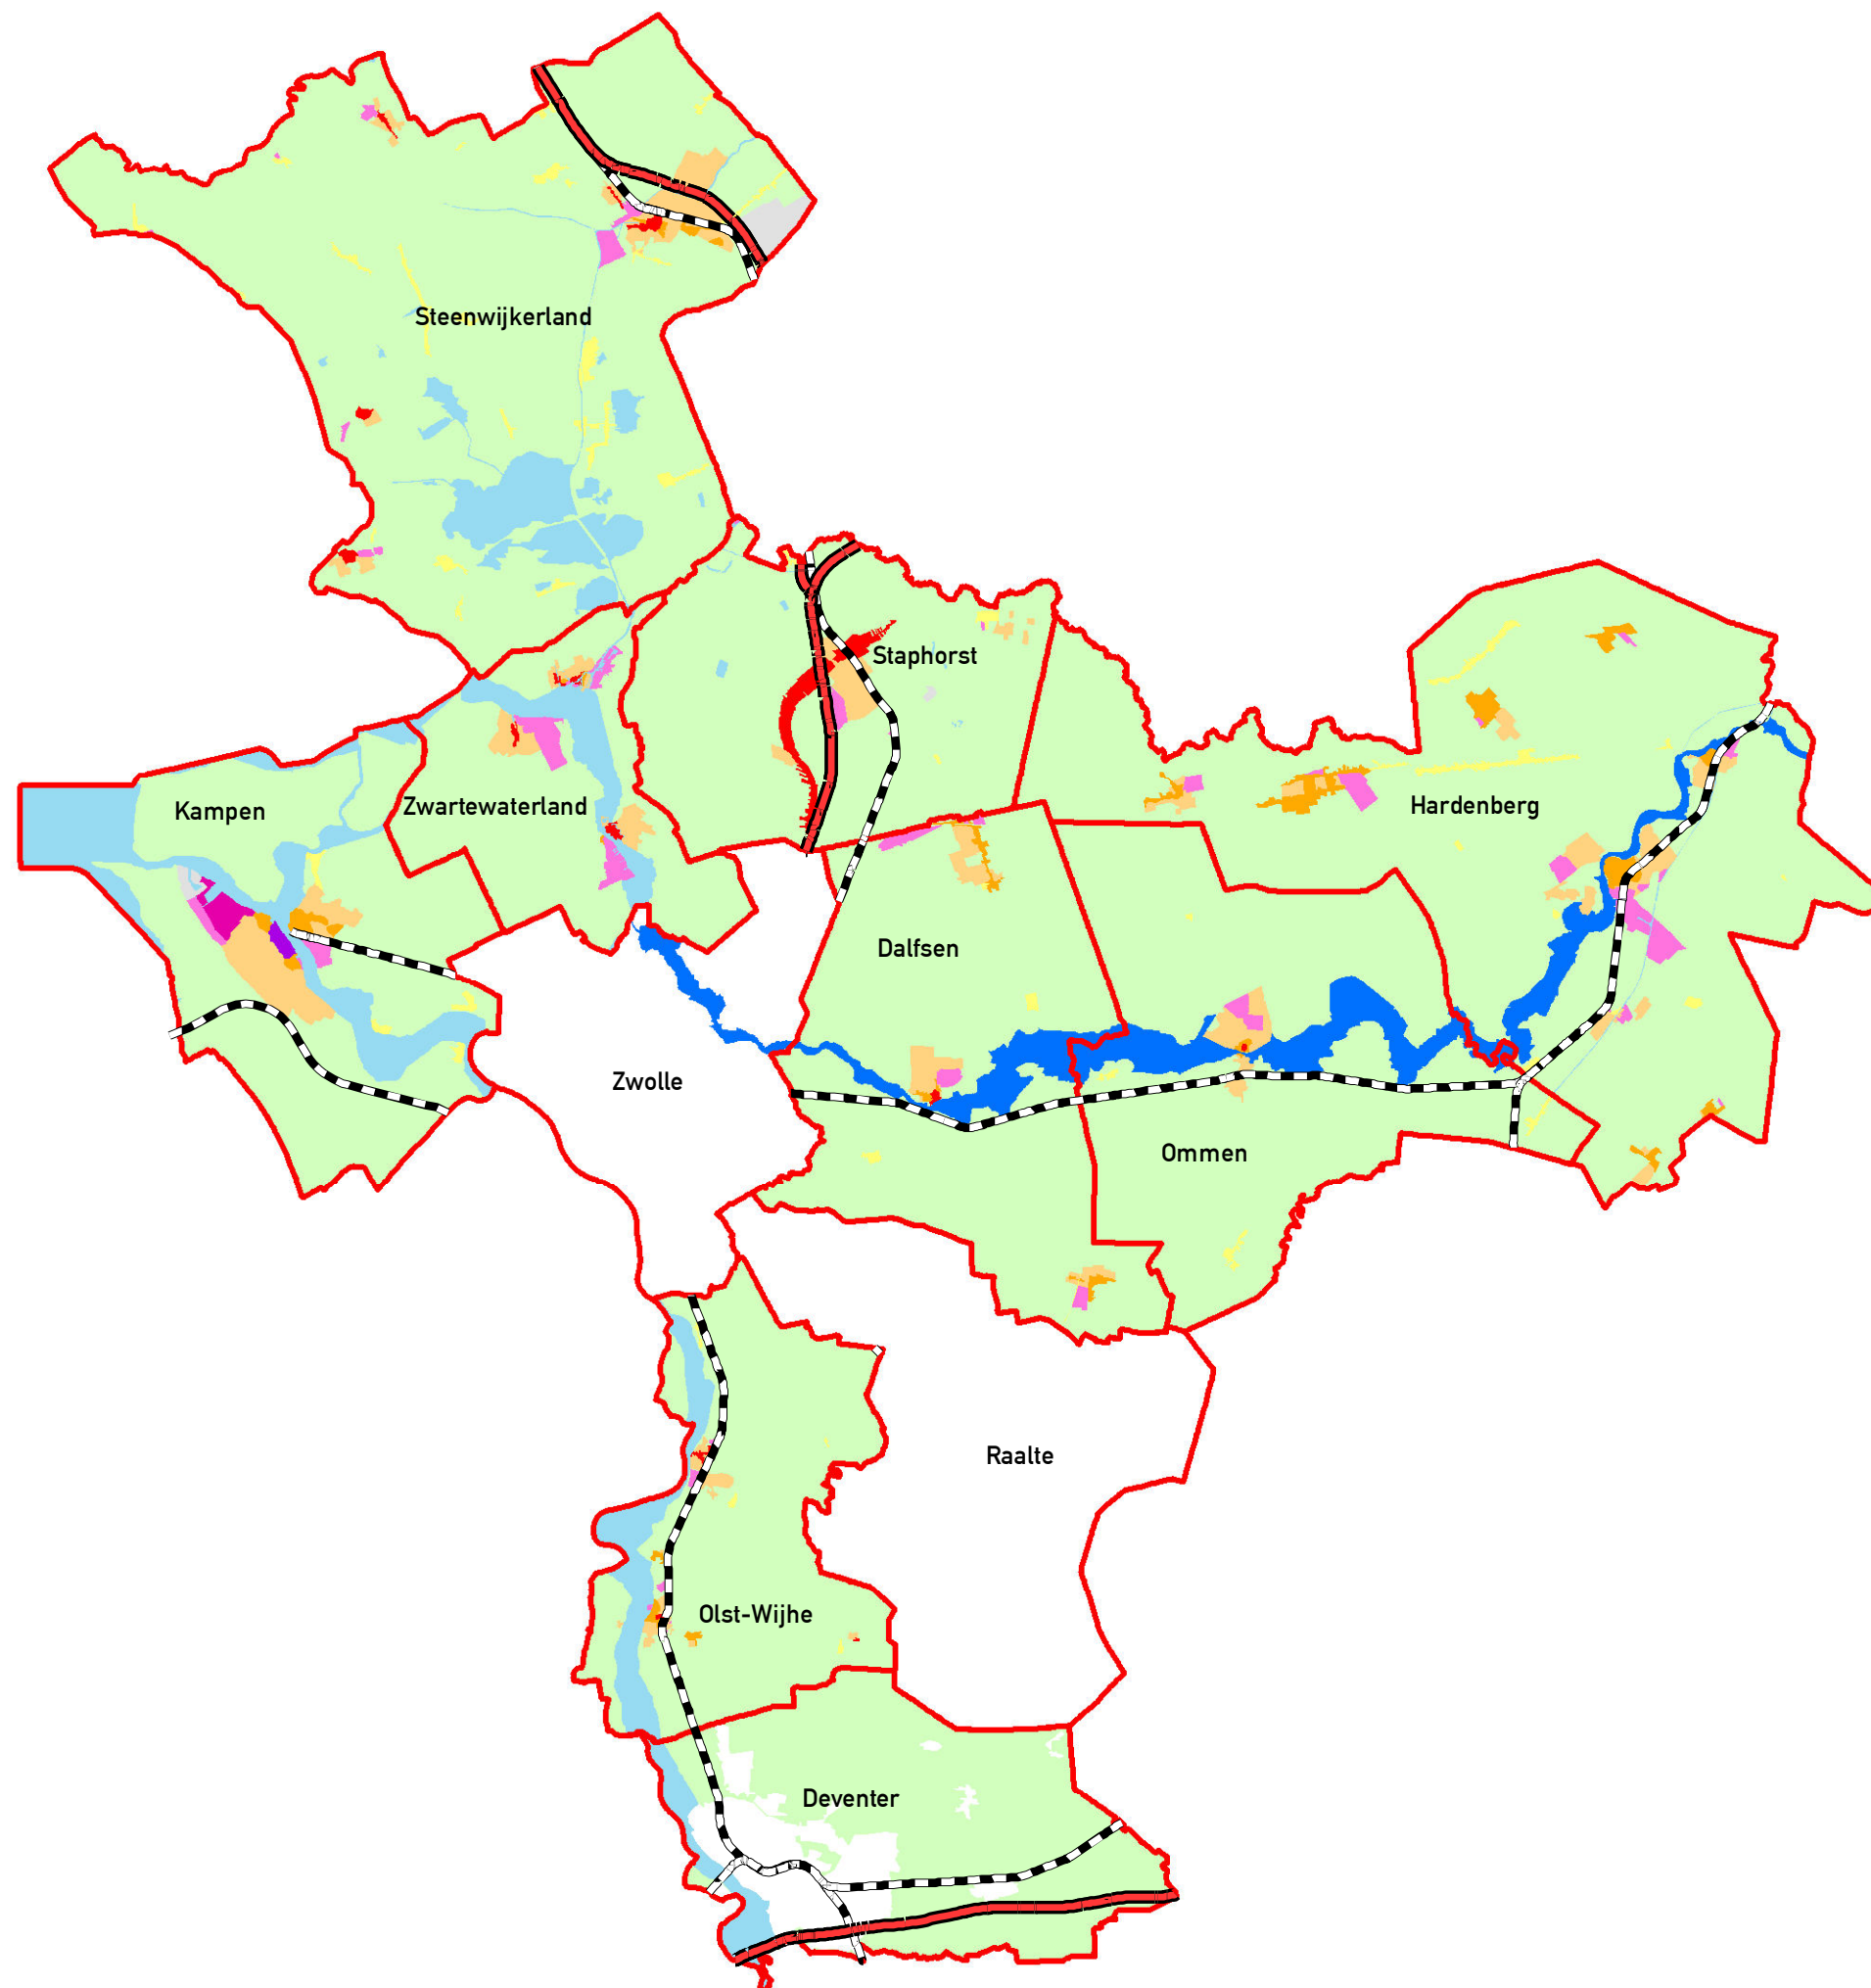 Steenwijkerland
Staphorst
Kampen
Zwartewaterland
Hardenberg
Dalfsen
Zwolle
Ommen
Raalte
Olst-Wijhe
Deventer